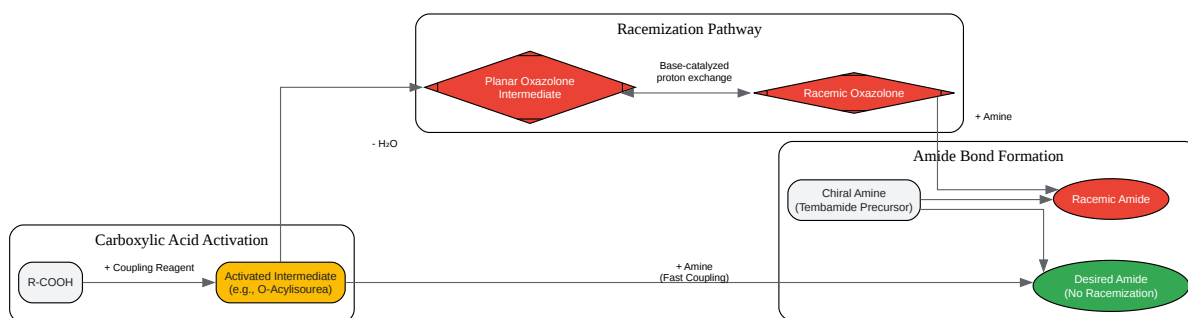 Racemization Pathway
Planar Oxazolone
Intermediate
Base-catalyzed
proton exchange
Racemic Oxazolone
+ Amine
- H₂O
Amide Bond Formation
Chiral Amine
(Tembamide Precursor)
Racemic Amide
Carboxylic Acid Activation
R-COOH
+ Coupling Reagent
Activated Intermediate
(e.g., O-Acylisourea)
+ Amine
(Fast Coupling)
Desired Amide
(No Racemization)